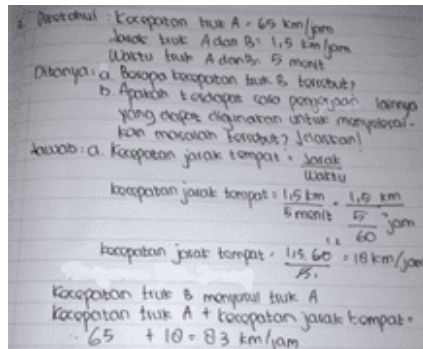 2. Diketahui : Kecepatan truk A = 65 km/jam
Jarak truk A dan B = 1,5 km/jam
Waktu truk A dan B = 5 menit
Ditanya : a. Berapa kecepatan truk B tersebut?
b. Apakah terdapat cara pengerjaan lainnya
yang dapat digunakan untuk menyelesai-
kan masalah tersebut? Jelaskan!
Jawab : a. Kecepatan jarak tempat = Jarak / Waktu
kecepatan jarak tempat = 1,5 km / 5 menit = 1,5 km / 5/60 jam
kecepatan jarak tempat = 1,5 . 60 / 5 = 18 km/jam
Kecepatan truk B menyusul truk A
Kecepatan truk A + kecepatan jarak tempat =
65 + 18 = 83 km/jam